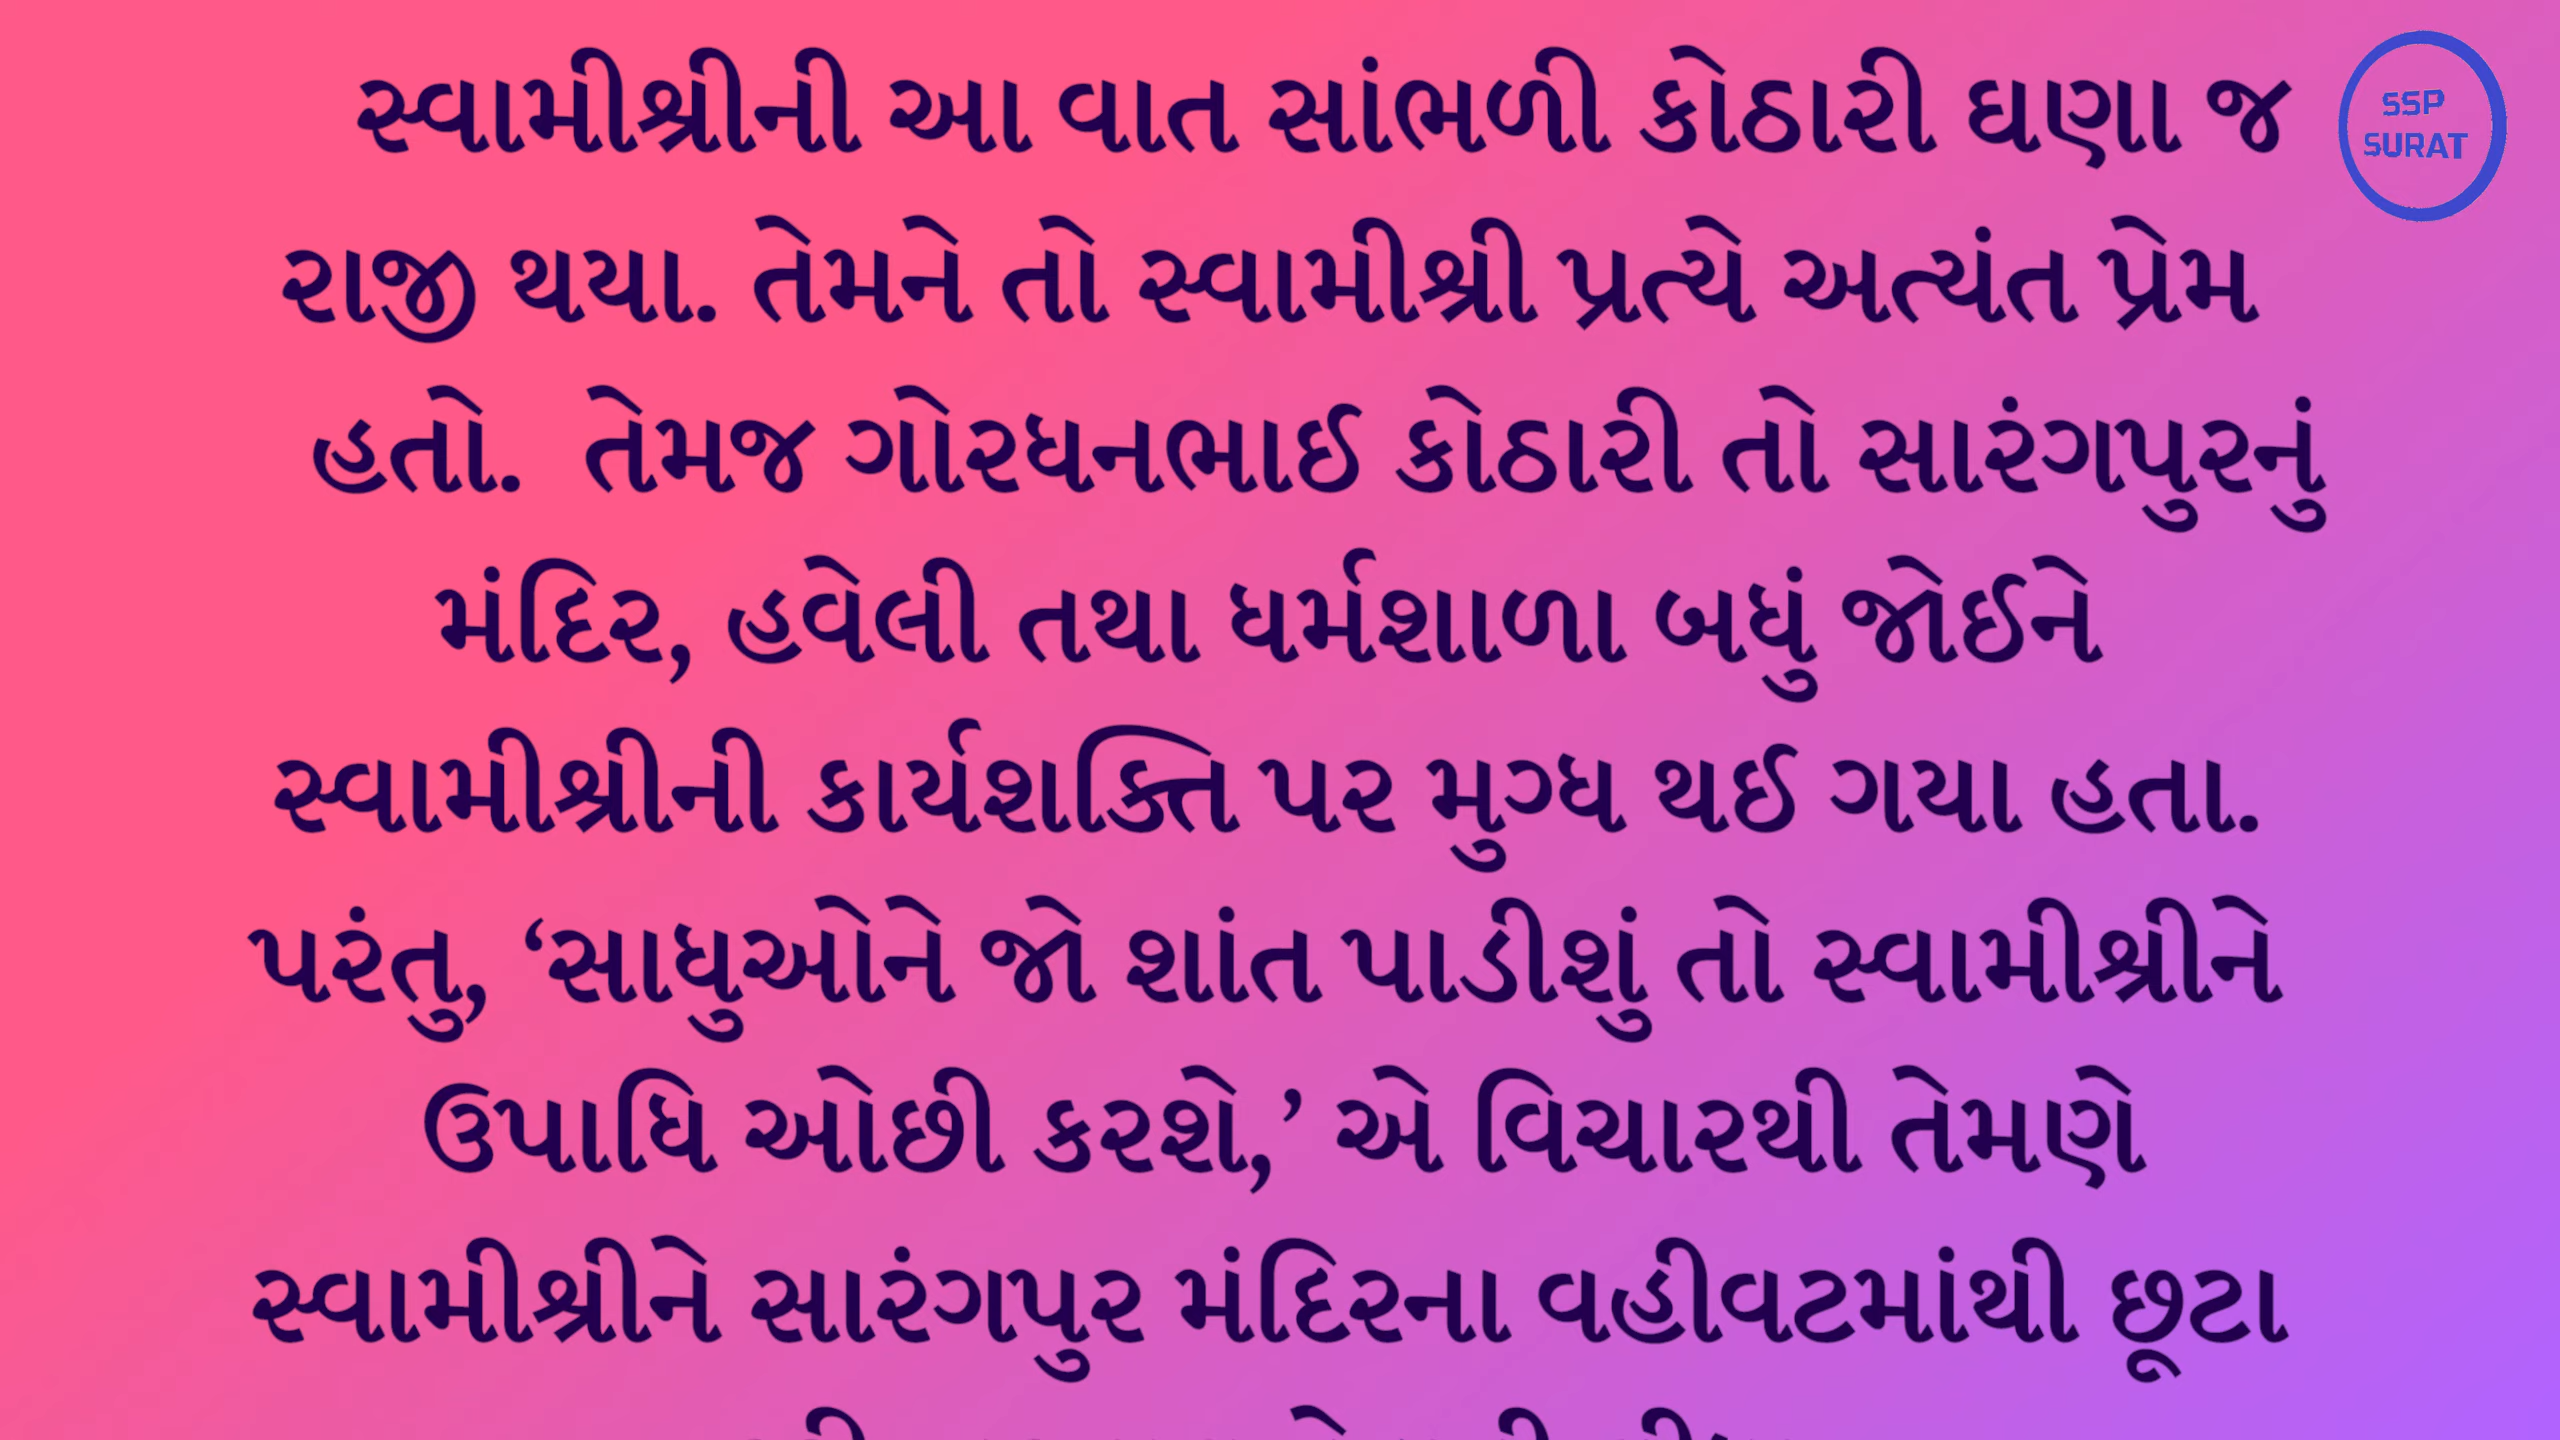 સ્વામીશ્રીની આ વાત સાંભળી કોઠારી ઘણા જ
રાજી થયા. તેમને તો સ્વામીશ્રી પ્રત્યે અત્યંત પ્રેમ
હતો.  તેમજ ગોરધનભાઈ કોઠારી તો સારંગપુરનું
મંદિર, હવેલી તથા ધર્મશાળા બધું જોઈને
સ્વામીશ્રીની કાર્યશક્તિ પર મુગ્ધ થઈ ગયા હતા.
પરંતુ, ‘સાધુઓને જો શાંત પાડીશું તો સ્વામીશ્રીને
ઉપાધિ ઓછી કરશે,’ એ વિચારથી તેમણે
સ્વામીશ્રીને સારંગપુર મંદિરના વહીવટમાંથી છૂટા
SSP
SURAT